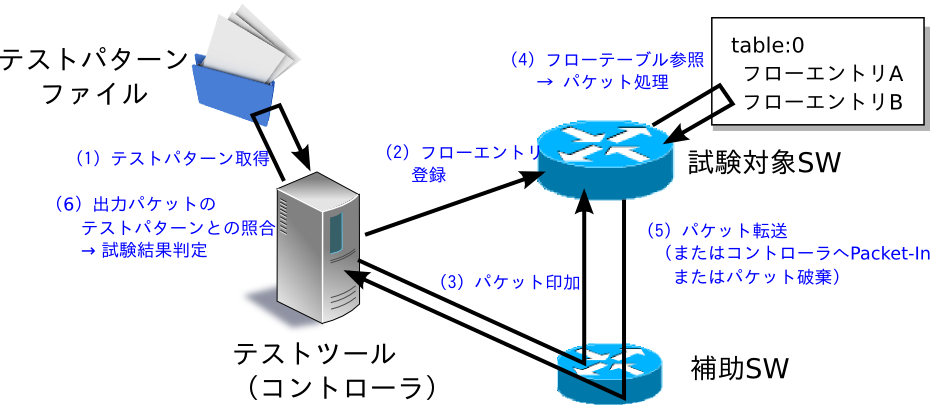 テストパターン
ファイル
(1) テストパターン取得
(2) フローエントリ
登録
(3) パケット印加
(4) フローテーブル参照
→ パケット処理
table:0
フローエントリA
フローエントリB
試験対象SW
(5) パケット転送
(またはコントローラへPacket-In
またはパケット破棄)
(6) 出力パケットの
テストパターンとの照合
→ 試験結果判定
テストツール
(コントローラ)
補助SW